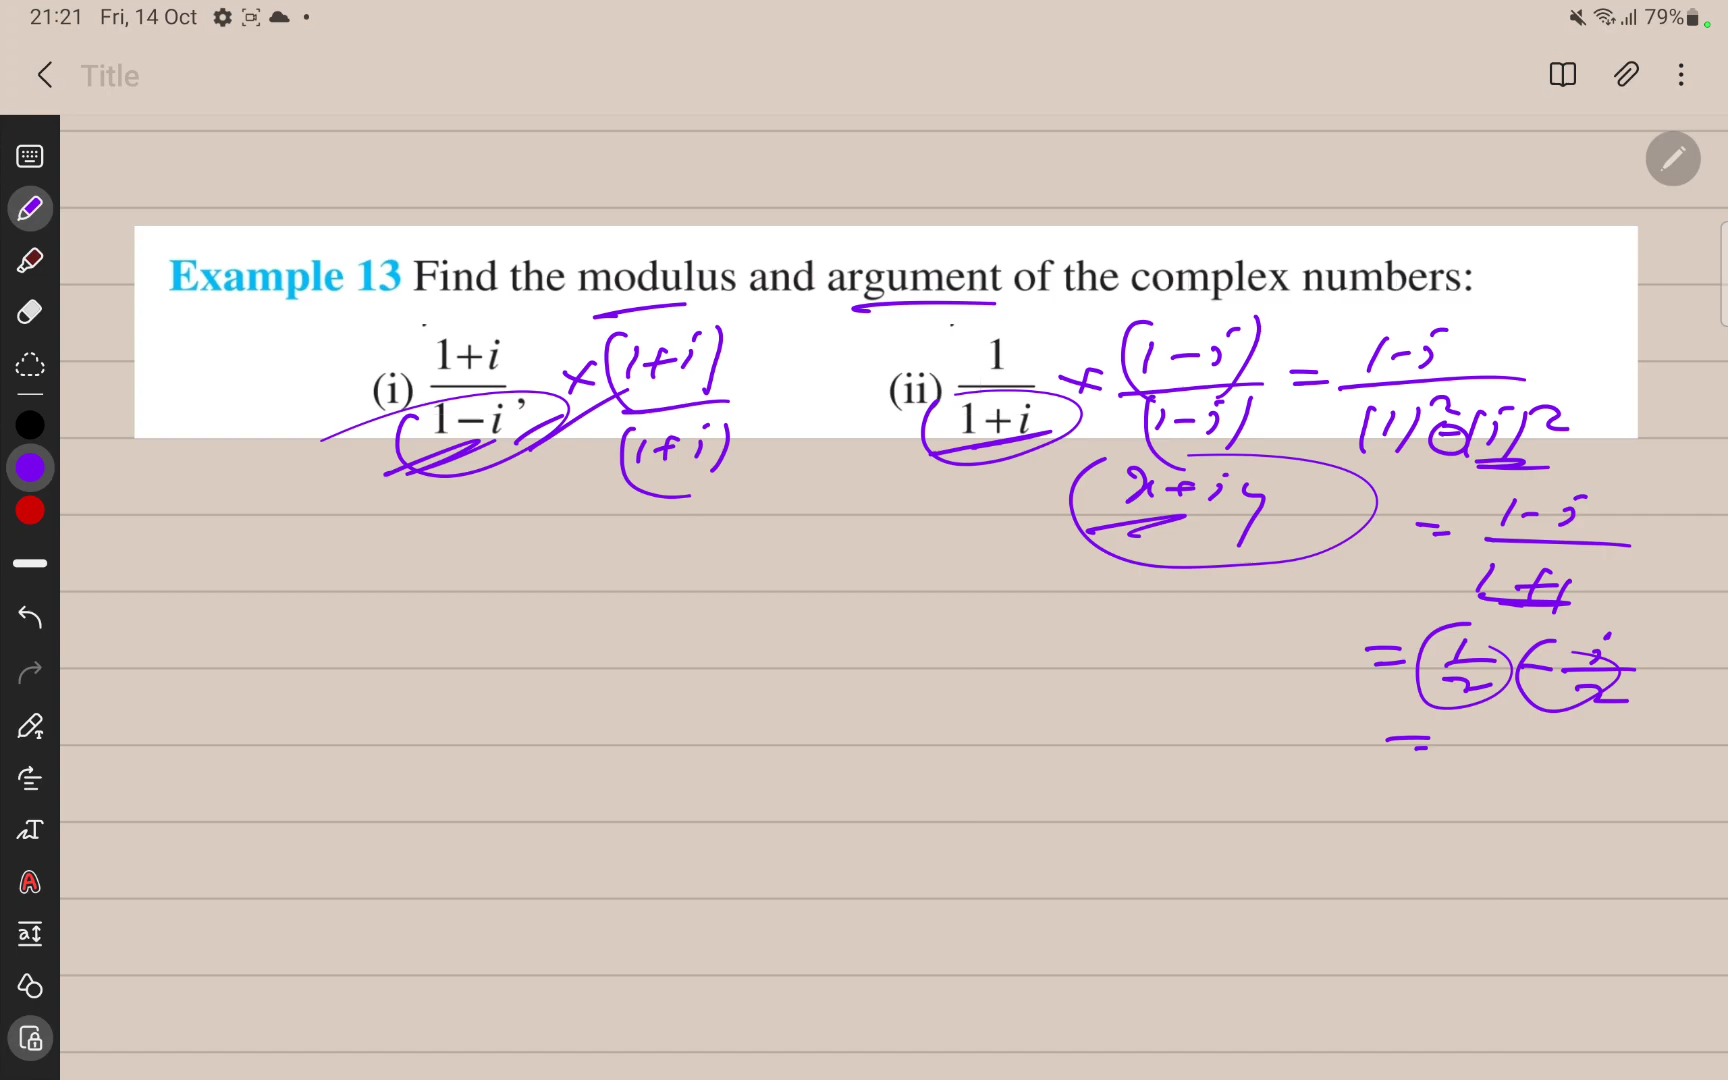 21:21 Fri, 14 Oct 79%
Title
Example 13 Find the modulus and argument of the complex numbers:
(i) 1+i / 1−i , × (1+i) / (1+i)
(ii) 1 / 1+i × (1−i) / (1−i) = 1−i / (1)² − (i)²
x + iy
= 1−i / 1+1
= 1/2 − i/2
=